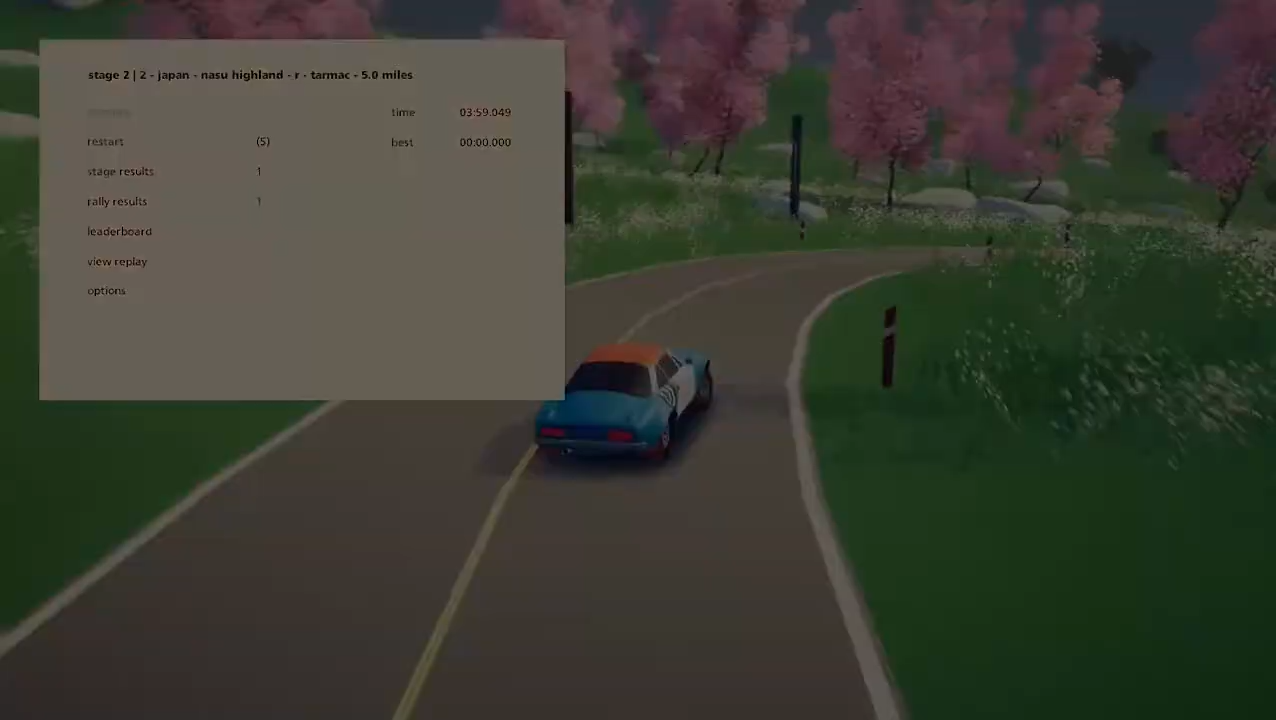 stage 2 | 2 - japan - nasu highland - r - tarmac - 5.0 miles
time 03:59.049
restart (5) best 00:00.000
stage results 1
rally results 1
leaderboard
view replay
options